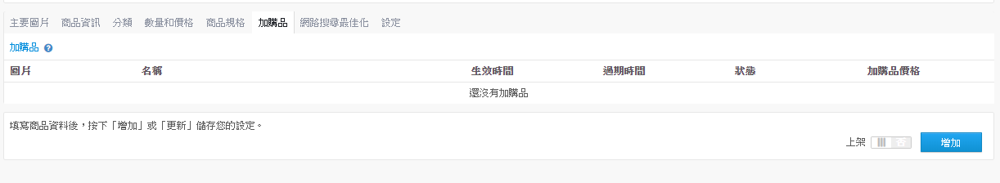 主要圖片 商品資訊 分類 數量和價格 商品規格 加購品 網路搜尋最佳化 設定
加購品 ?
圖片 名稱 生效時間 過期時間 狀態 加購品價格
還沒有加購品
填寫商品資料後，按下「增加」或「更新」儲存您的設定。
上架 否 增加